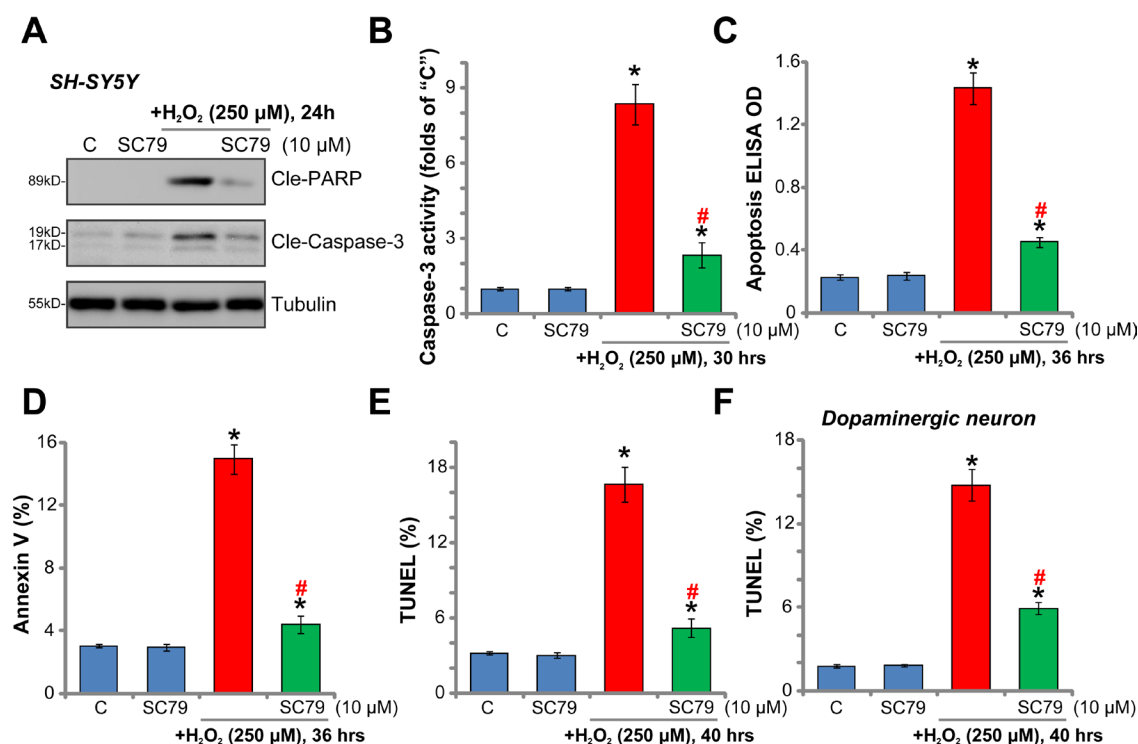 A
SH-SY5Y
+H₂O₂ (250 μM), 24h
C SC79 SC79 (10 μM)
89kD- Cle-PARP
19kD-
17kD- Cle-Caspase-3
55kD- Tubulin
B
Caspase-3 activity (folds of “C”)
9
6
3
0
*
#
*
C SC79 SC79 (10 μM)
+H₂O₂ (250 μM), 30 hrs
C
Apoptosis ELISA OD
1.6
1.2
0.8
0.4
0
*
#
*
C SC79 SC79 (10 μM)
+H₂O₂ (250 μM), 36 hrs
D
Annexin V (%)
16
12
8
4
0
*
#
*
C SC79 SC79 (10 μM)
+H₂O₂ (250 μM), 36 hrs
E
TUNEL (%)
18
12
6
0
*
#
*
C SC79 SC79 (10 μM)
+H₂O₂ (250 μM), 40 hrs
F
Dopaminergic neuron
TUNEL (%)
18
12
6
0
*
#
*
C SC79 SC79 (10 μM)
+H₂O₂ (250 μM), 40 hrs